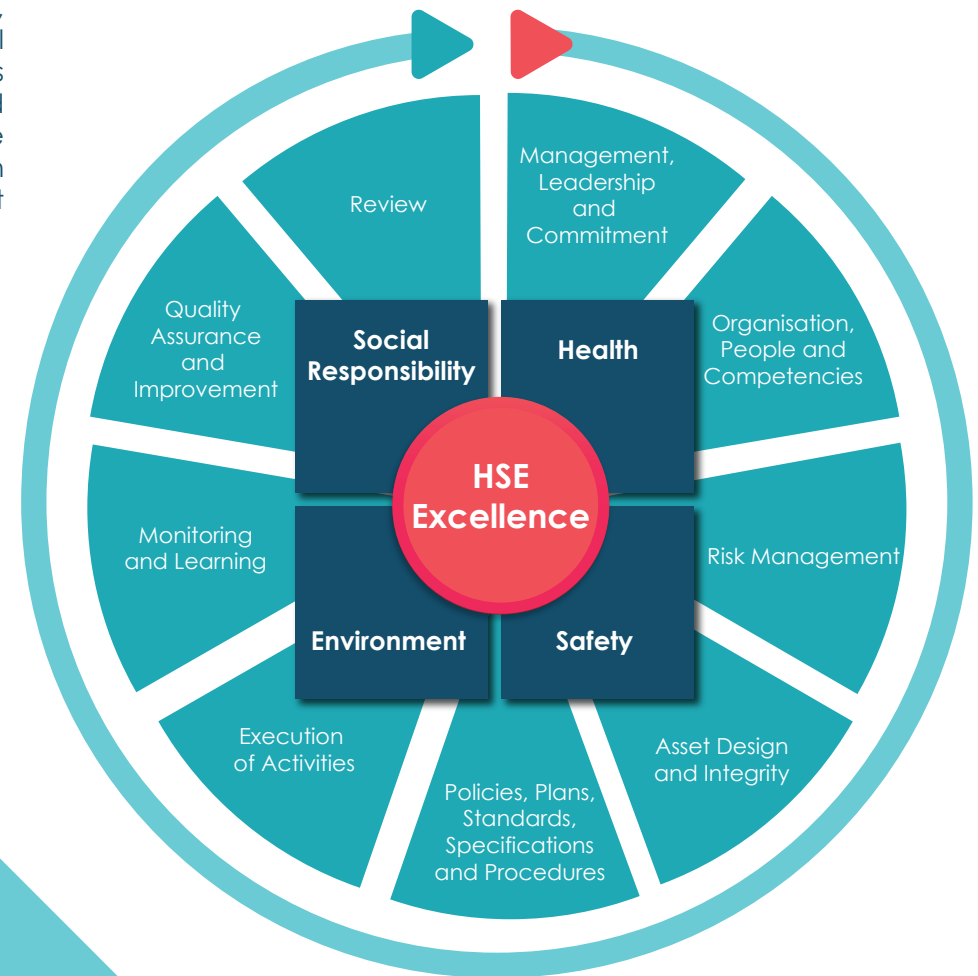 Management,
Leadership
and
Commitment
Organisation,
People and
Competencies
Risk Management
Asset Design
and Integrity
Policies, Plans,
Standards,
Specifications
and Procedures
Execution
of Activities
Monitoring
and Learning
Quality
Assurance
and
Improvement
Review
Social
Responsibility
Health
HSE
Excellence
Environment
Safety